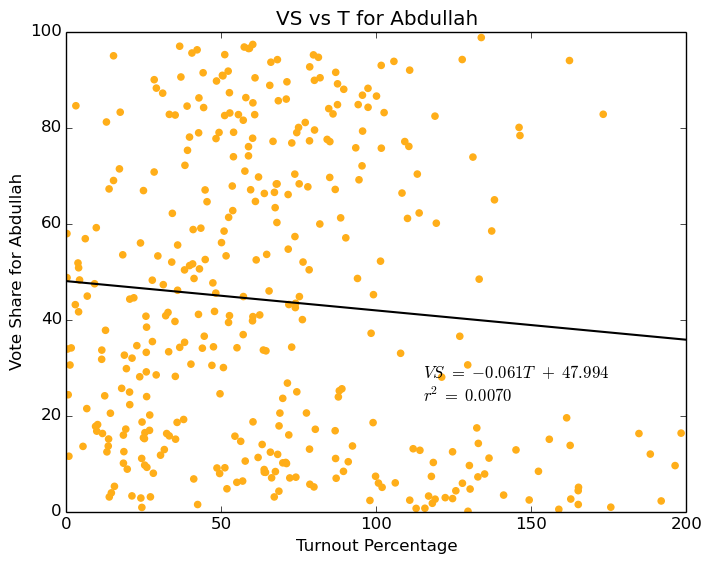 VS vs T for Abdullah
100
80
60
40
20
0
Vote Share for Abdullah
VS = −0.061T + 47.994
r² = 0.0070
0 50 100 150 200
Turnout Percentage